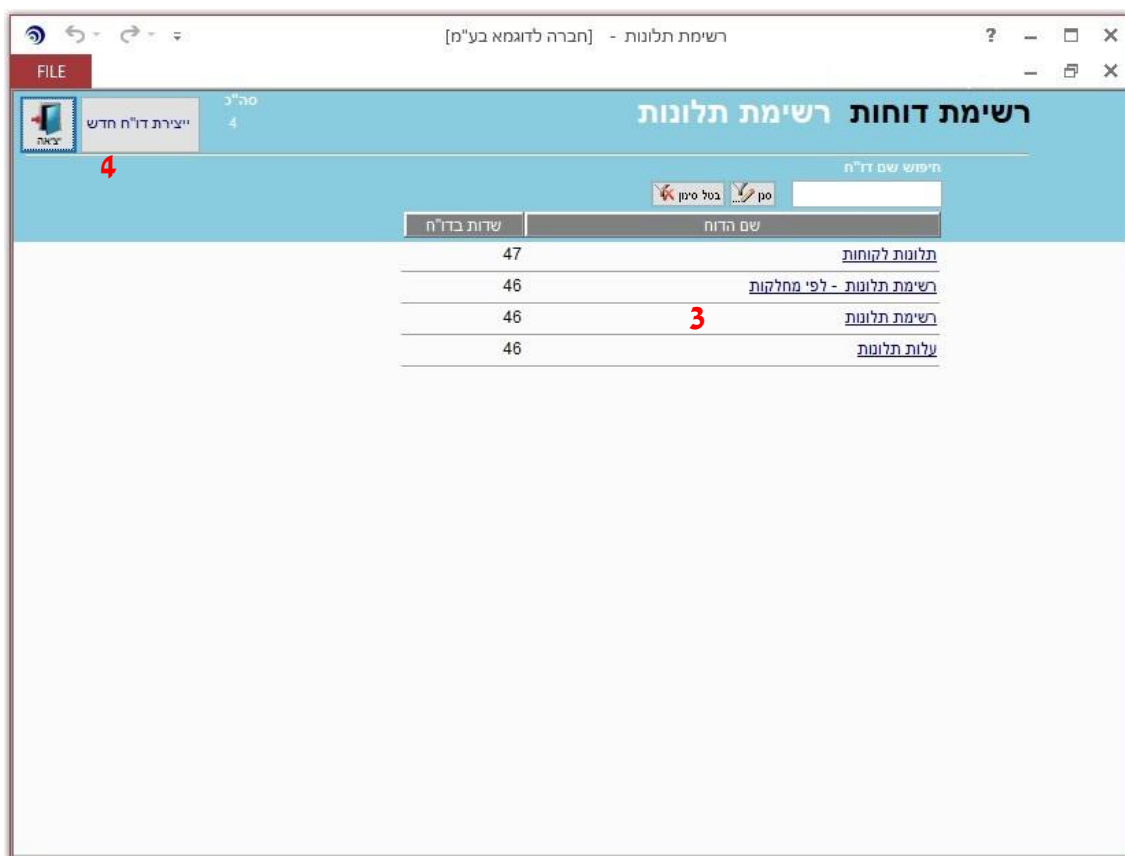 רשימת תלונות - [חברה לדוגמא בע"מ]
FILE
רשימת דוחות רשימת תלונות
סה"כ
4
ייצירת דו"ח חדש
יציאה
4
חיפוש שם דו"ח
סנן בטל סינון
שם הדוח שדות בדו"ח
תלונות לקוחות 47
רשימת תלונות - לפי מחלקות 46
רשימת תלונות 3 46
עלות תלונות 46